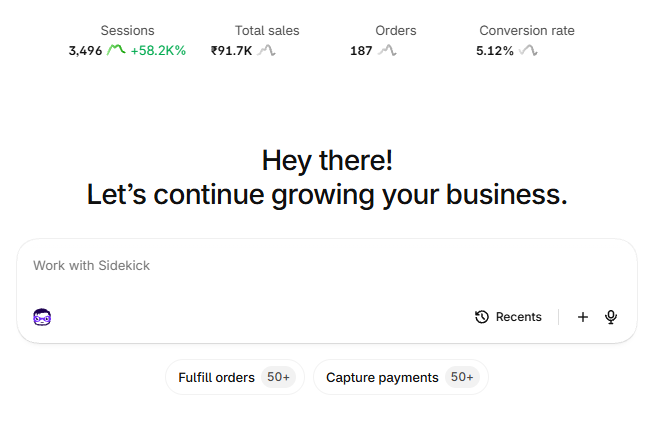 Sessions Total sales Orders Conversion rate
3,496 +58.2K% ₹91.7K 187 5.12%
Hey there!
Let’s continue growing your business.
Work with Sidekick
Recents
Fulfill orders 50+ Capture payments 50+